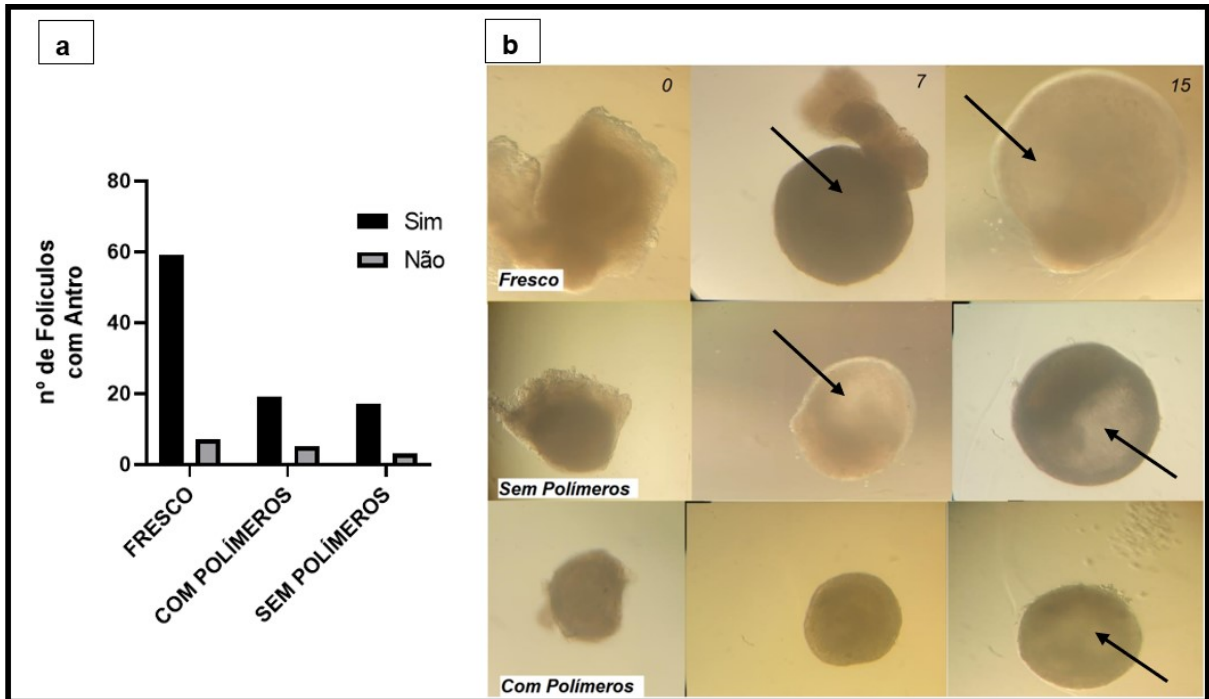 a
nº de Folículos
com Antro
80
60
40
20
0
Sim
Não
FRESCO
COM POLÍMEROS
SEM POLÍMEROS
b
0
7
15
Fresco
Sem Polímeros
Com Polímeros